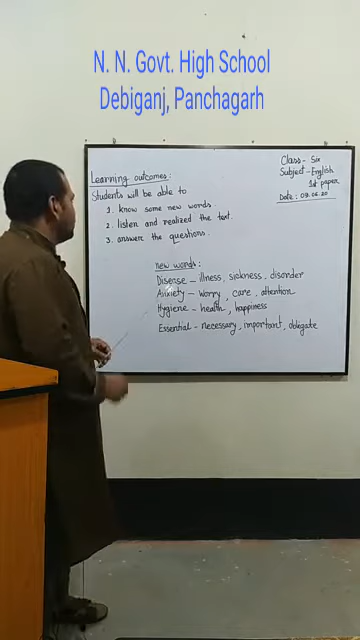 N. N. Govt. High School
Debiganj, Panchagarh
Class- Six
Subject-English
1st paper
Date: 09.06.20
Learning outcomes:
Students will be able to
1. know some new words.
2. listen and realized the text.
3. answer the questions.
new words:
Disease – illness, sickness, disorder
Anxiety – worry, care, attention
Hygiene – health, happiness
Essential – necessary, important, obligate